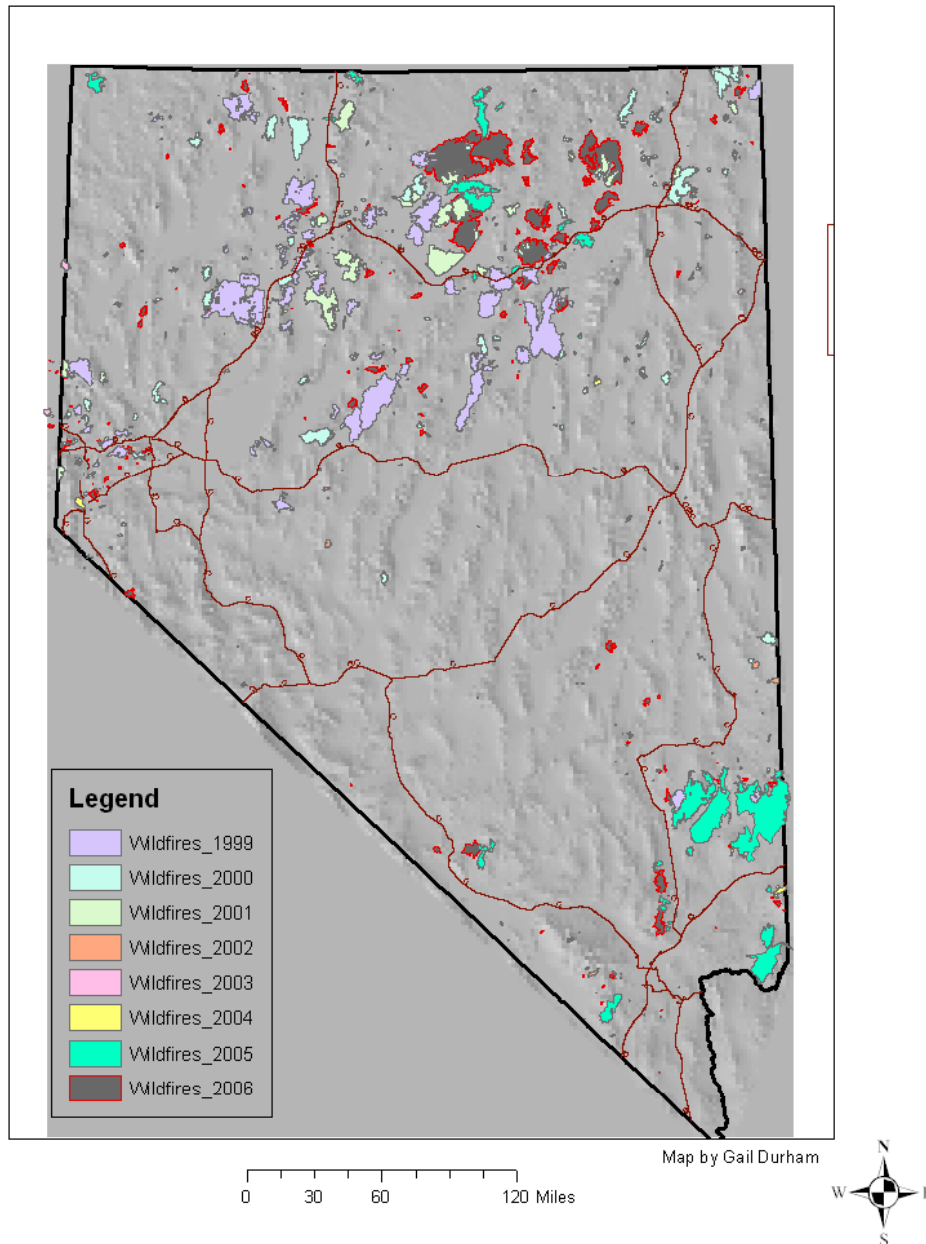 Legend
Wildfires_1999
Wildfires_2000
Wildfires_2001
Wildfires_2002
Wildfires_2003
Wildfires_2004
Wildfires_2005
Wildfires_2006
Map by Gail Durham
0 30 60 120 Miles
N
W E
S